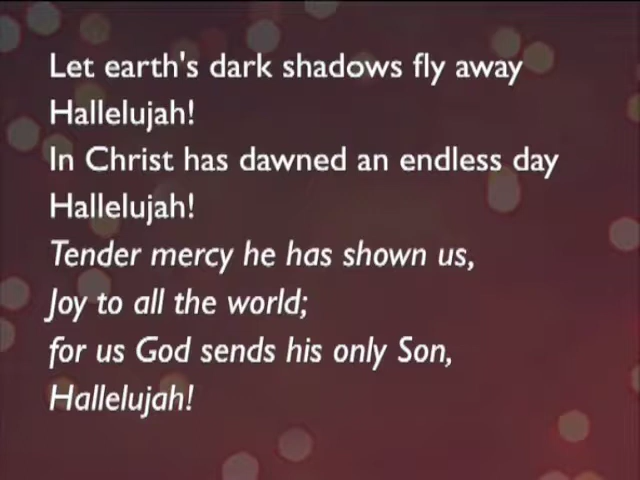 Let earth's dark shadows fly away
Hallelujah!
In Christ has dawned an endless day
Hallelujah!
Tender mercy he has shown us,
Joy to all the world;
for us God sends his only Son,
Hallelujah!